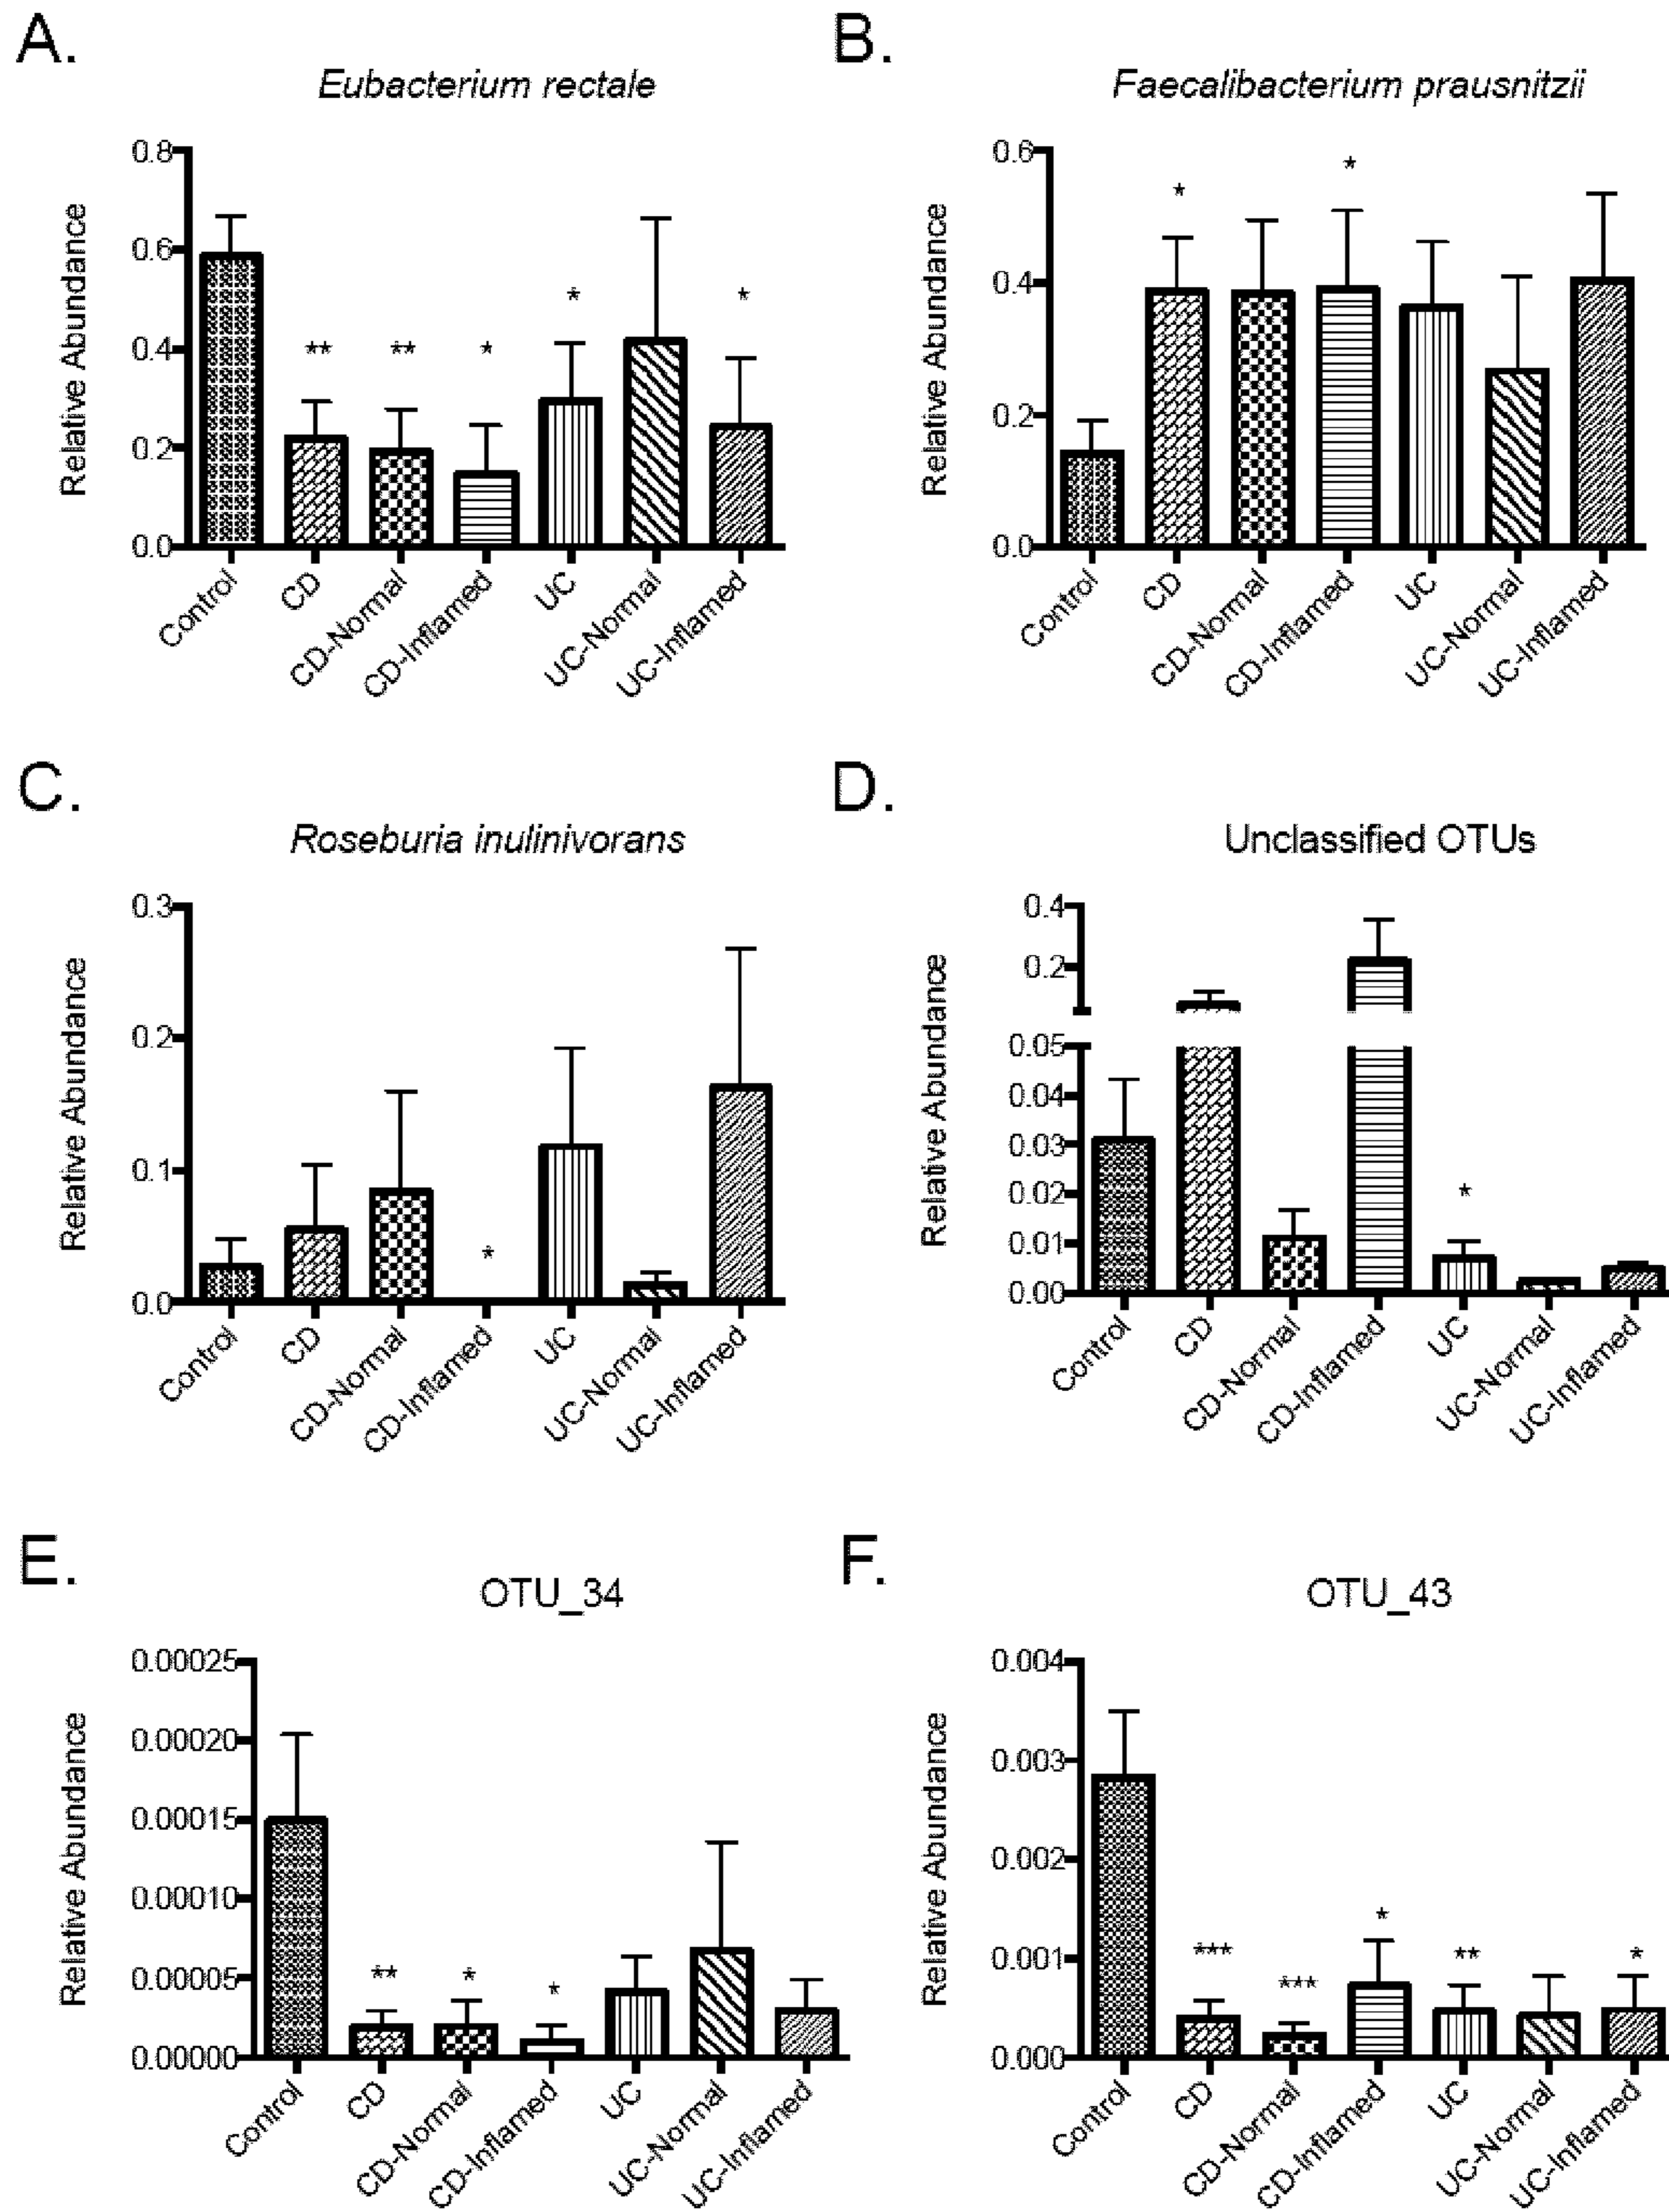 A.
Eubacterium rectale
Relative Abundance
0.8
0.6
0.4
0.2
0.0
**
**
*
*
*
Control
CD
CD-Normal
CD-Inflamed
UC
UC-Normal
UC-Inflamed
B.
Faecalibacterium prausnitzii
Relative Abundance
0.6
0.4
0.2
0.0
*
*
Control
CD
CD-Normal
CD-Inflamed
UC
UC-Normal
UC-Inflamed
C.
Roseburia inulinivorans
Relative Abundance
0.3
0.2
0.1
0.0
*
Control
CD
CD-Normal
CD-Inflamed
UC
UC-Normal
UC-Inflamed
D.
Unclassified OTUs
Relative Abundance
0.4
0.2
0.05
0.04
0.03
0.02
0.01
0.00
*
Control
CD
CD-Normal
CD-Inflamed
UC
UC-Normal
UC-Inflamed
E.
OTU_34
Relative Abundance
0.00025
0.00020
0.00015
0.00010
0.00005
0.00000
**
*
*
Control
CD
CD-Normal
CD-Inflamed
UC
UC-Normal
UC-Inflamed
F.
OTU_43
Relative Abundance
0.004
0.003
0.002
0.001
0.000
***
***
*
**
*
Control
CD
CD-Normal
CD-Inflamed
UC
UC-Normal
UC-Inflamed